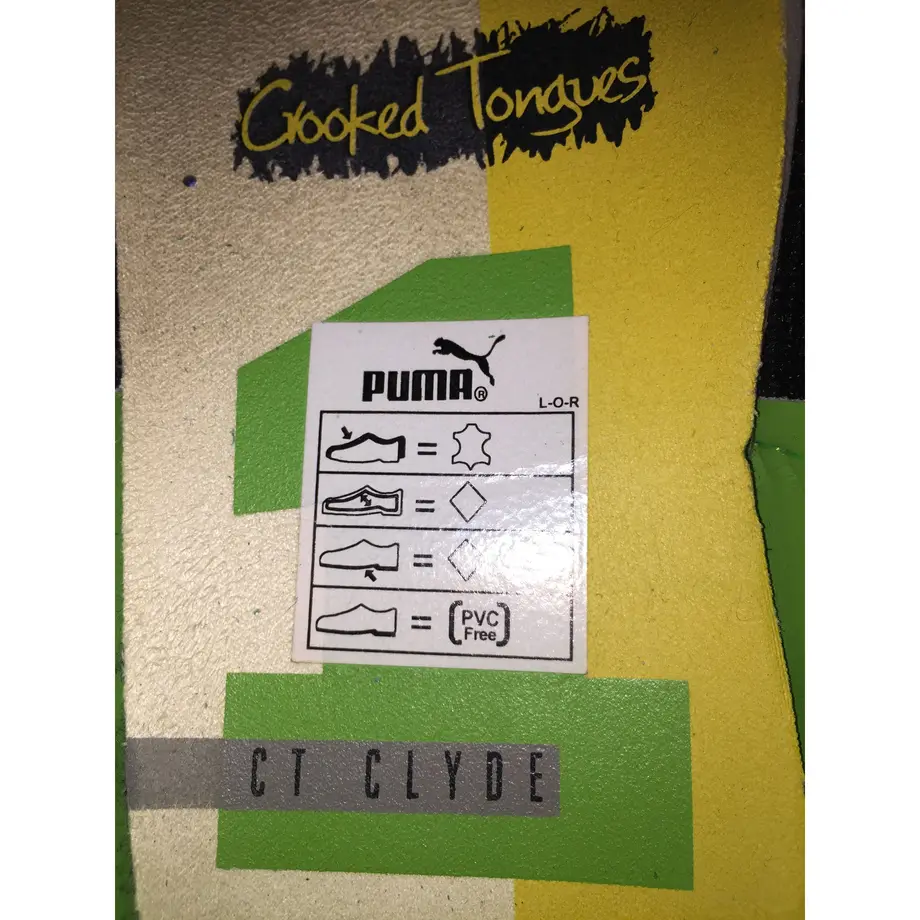 Crooked Tongues
PUMA®
L-O-R
=
=
=
= (PVC Free)
CT CLYDE